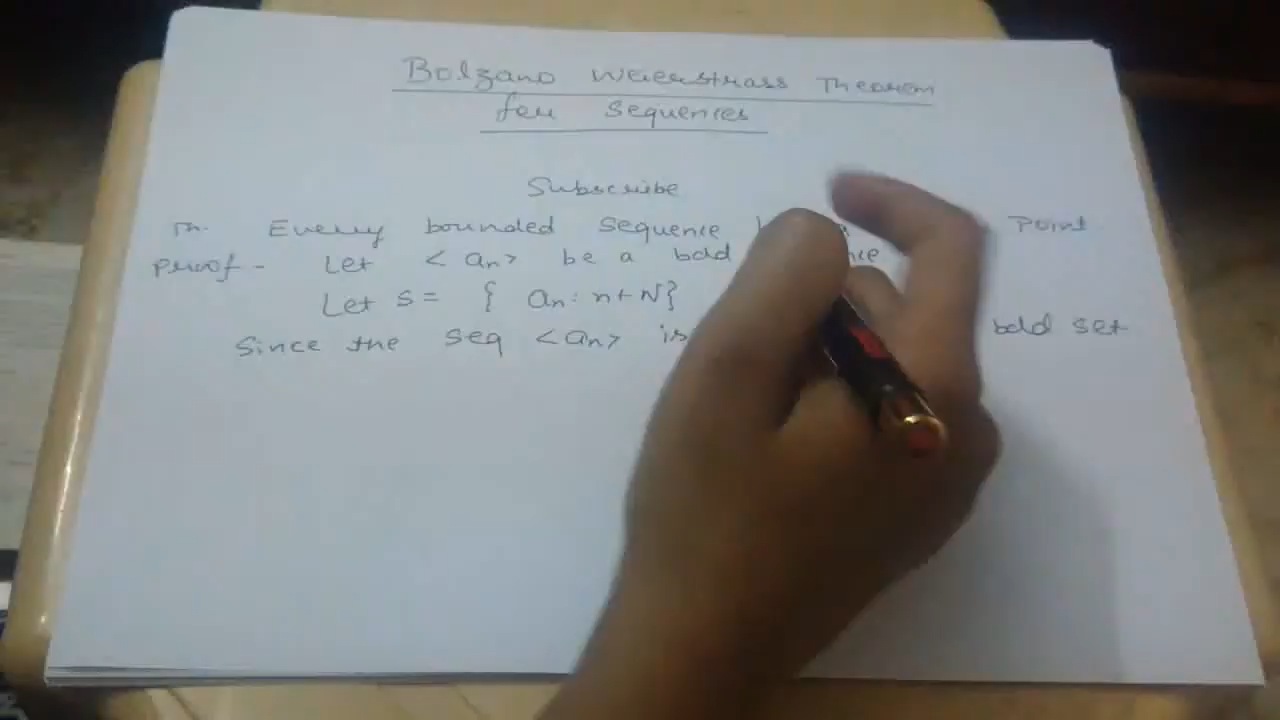 Bolzano Weierstrass Theorem
for Sequences
Subscribe
Th. Every bounded sequence Point
Proof - Let <an> be a bdd nce
Let S = { an : n ∈ N}
Since the seq <an> is bdd set